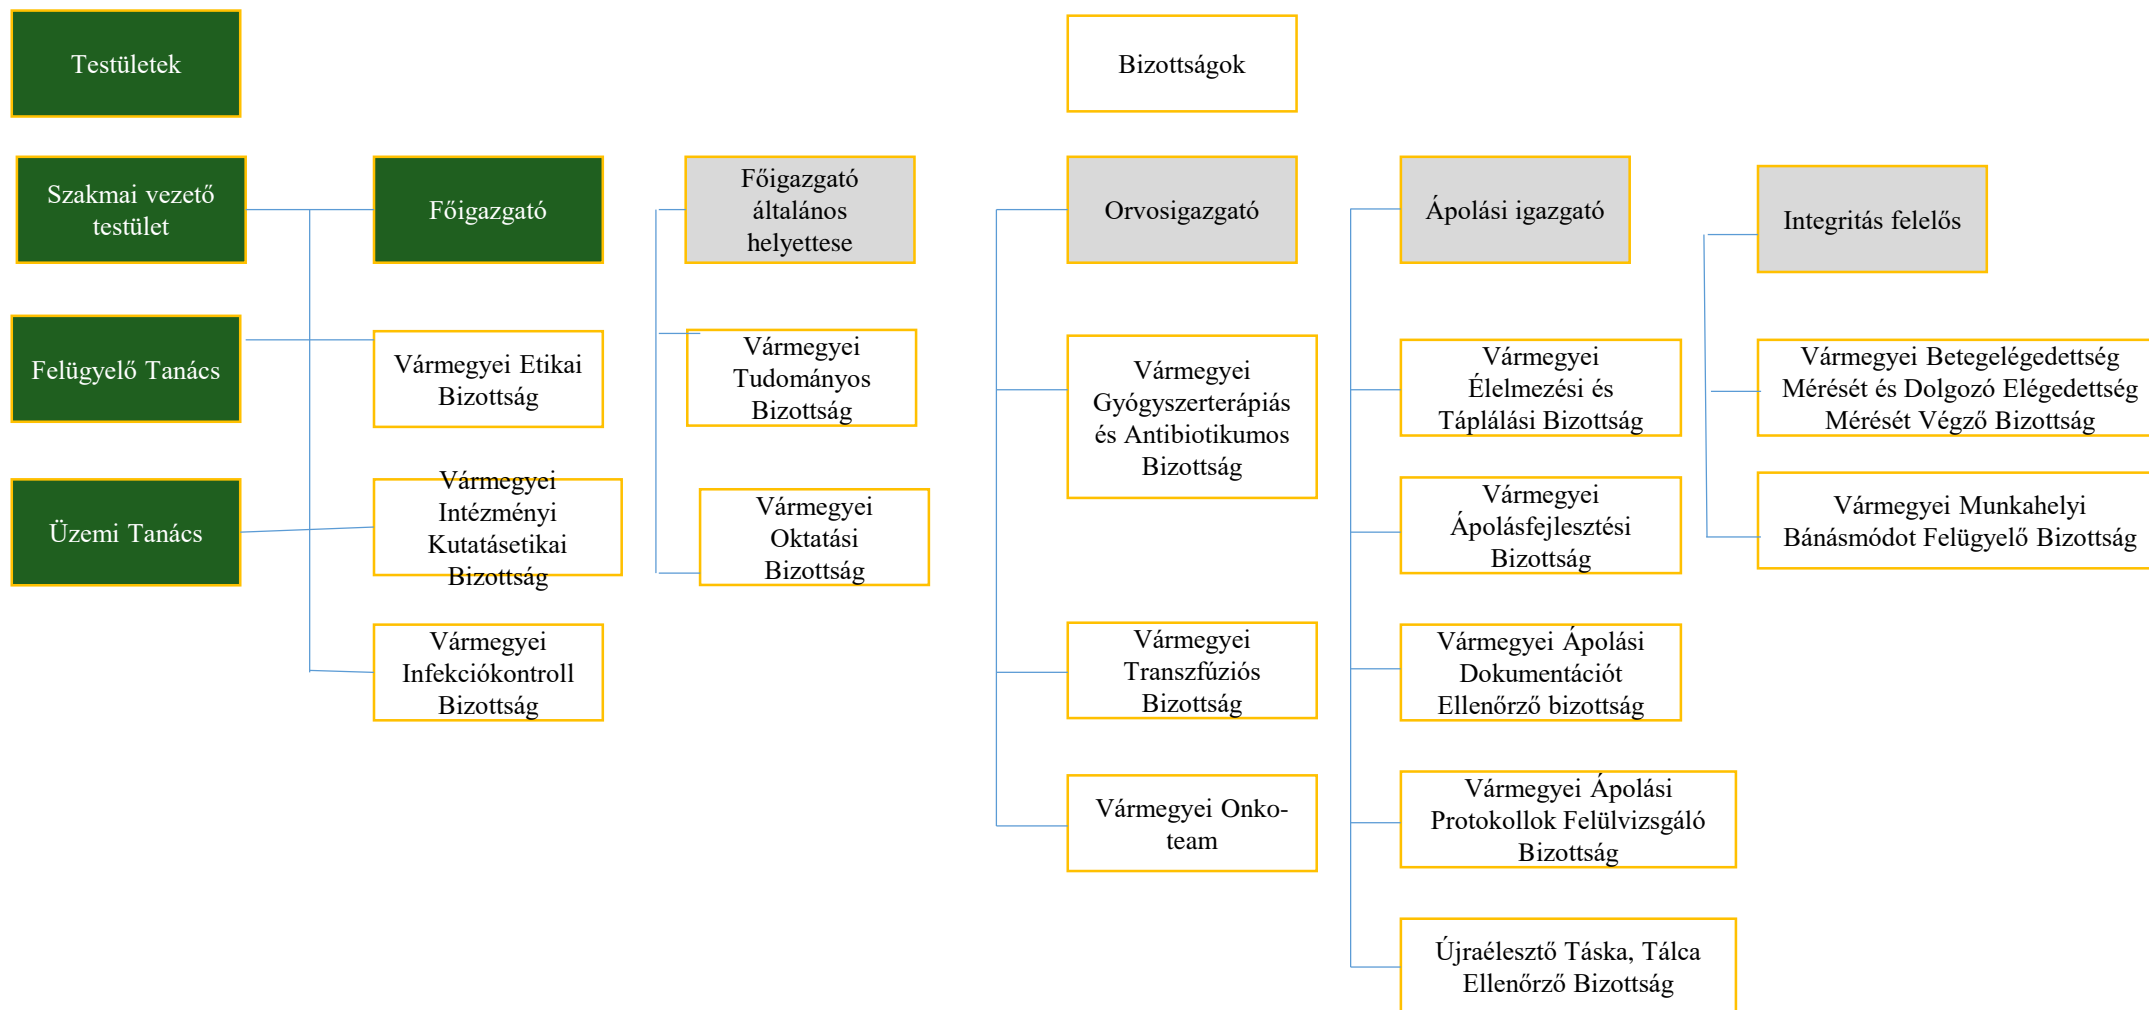 Testületek
Bizottságok
Szakmai vezető
testület
Főigazgató
Főigazgató
általános
helyettese
Orvosigazgató
Ápolási igazgató
Integritás felelős
Felügyelő Tanács
Vármegyei Etikai
Bizottság
Vármegyei
Tudományos
Bizottság
Vármegyei
Gyógyszerterápiás
és Antibiotikumos
Bizottság
Vármegyei
Élelmezési és
Táplálási Bizottság
Vármegyei Betegelégedettség
Mérését és Dolgozó Elégedettség
Mérését Végző Bizottság
Üzemi Tanács
Vármegyei
Intézményi
Kutatásetikai
Bizottság
Vármegyei
Oktatási
Bizottság
Vármegyei
Ápolásfejlesztési
Bizottság
Vármegyei Munkahelyi
Bánásmódot Felügyelő Bizottság
Vármegyei
Infekciókontroll
Bizottság
Vármegyei
Transzfúziós
Bizottság
Vármegyei Ápolási
Dokumentációt
Ellenőrző bizottság
Vármegyei Onko-
team
Vármegyei Ápolási
Protokollok Felülvizsgáló
Bizottság
Újraélesztő Táska, Tálca
Ellenőrző Bizottság